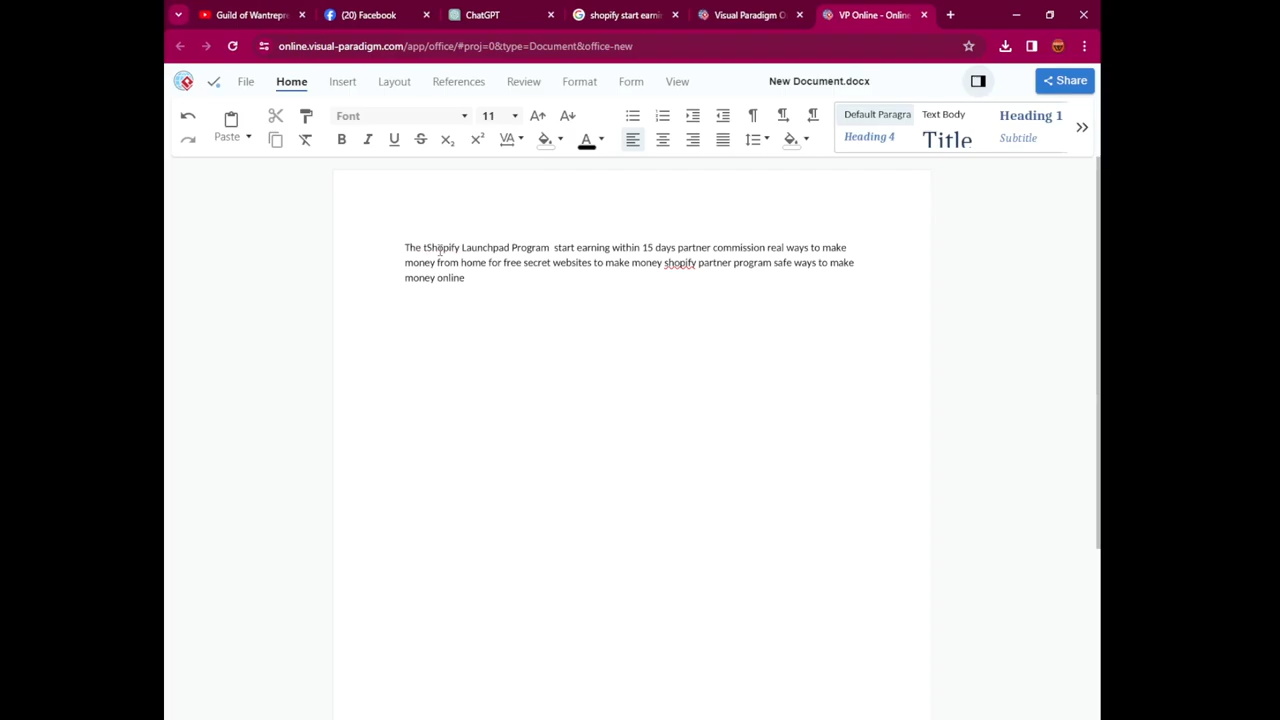 Guild of Wantrepr
(20) Facebook
ChatGPT
shopify start earni
Visual Paradigm O
VP Online - Online
online.visual-paradigm.com/app/office/#proj=0&type=Document&office-new
File Home Insert Layout References Review Format Form View
New Document.docx
Share
Paste
Font
11
Default Paragra
Text Body
Heading 1
Heading 4
Title
Subtitle
The tShopify Launchpad Program  start earning within 15 days partner commission real ways to make
money from home for free secret websites to make money shopify partner program safe ways to make
money online